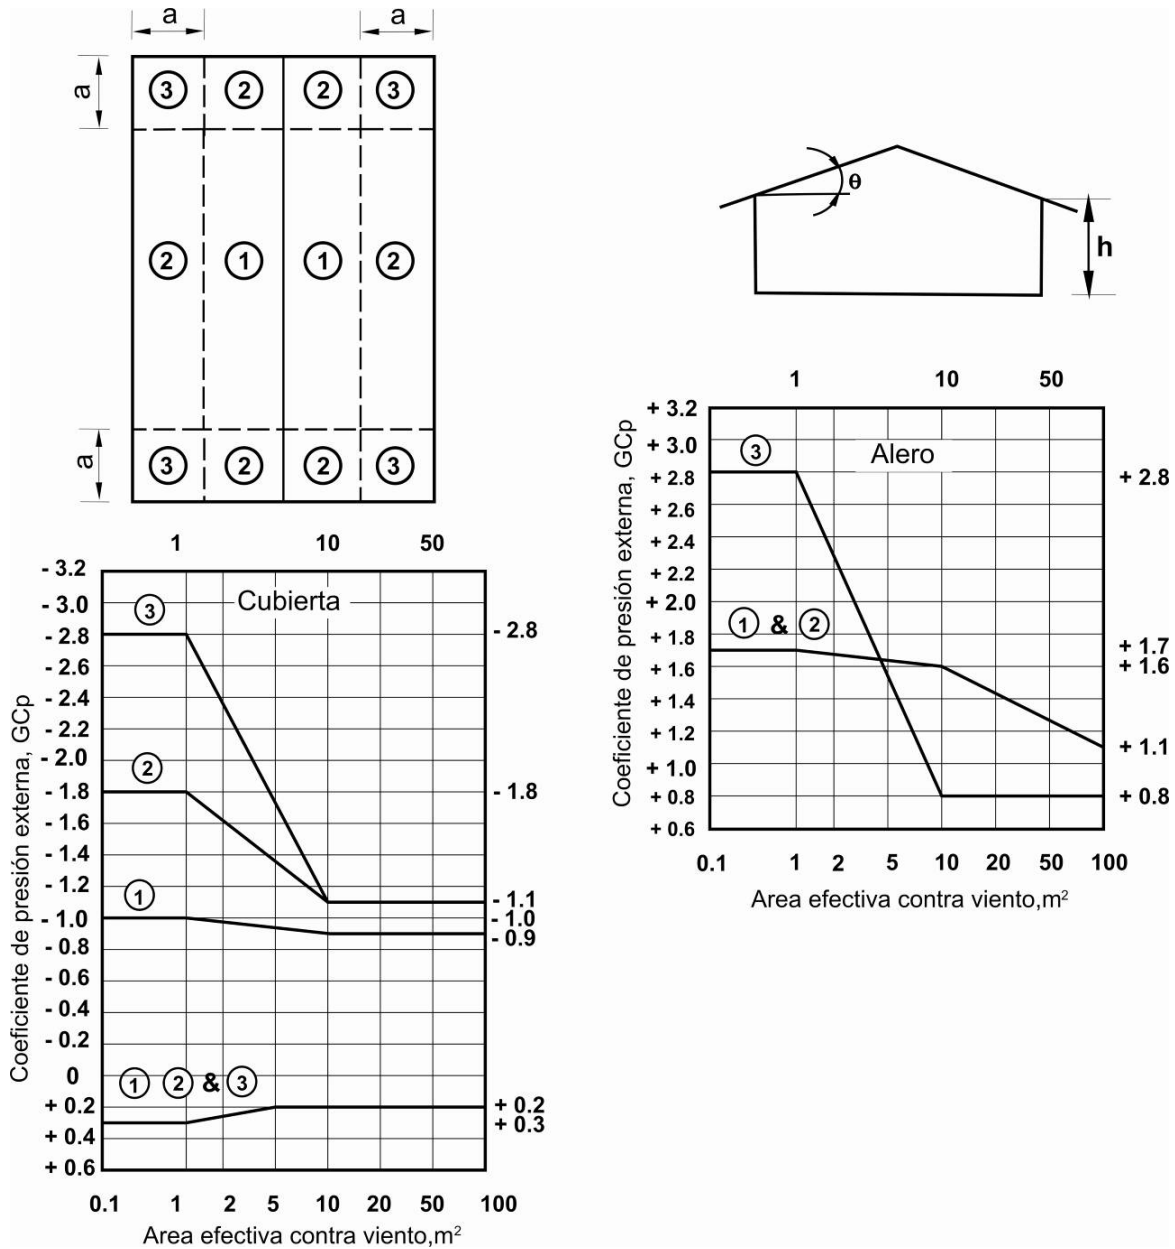 a a
a
3 2 2 3
2 1 1 2
a
3 2 2 3
θ
h
1 10 50
- 3.2
- 3.0
- 2.8
- 2.6
- 2.4
- 2.2
- 2.0
- 1.8
- 1.6
- 1.4
- 1.2
- 1.0
- 0.8
- 0.6
- 0.4
- 0.2
0
+ 0.2
+ 0.4
+ 0.6
Coeficiente de presión externa, GCp
Cubierta
3
2
1
1 2 & 3
- 2.8
- 1.8
- 1.1
- 1.0
- 0.9
+ 0.2
+ 0.3
0.1 1 2 5 10 20 50 100
Area efectiva contra viento,m²
1 10 50
+ 3.2
+ 3.0
+ 2.8
+ 2.6
+ 2.4
+ 2.2
+ 2.0
+ 1.8
+ 1.6
+ 1.4
+ 1.2
+ 1.0
+ 0.8
+ 0.6
Coeficiente de presión externa, GCp
Alero
3
1 & 2
+ 2.8
+ 1.7
+ 1.6
+ 1.1
+ 0.8
0.1 1 2 10 20 50 100
Area efectiva contra viento,m²